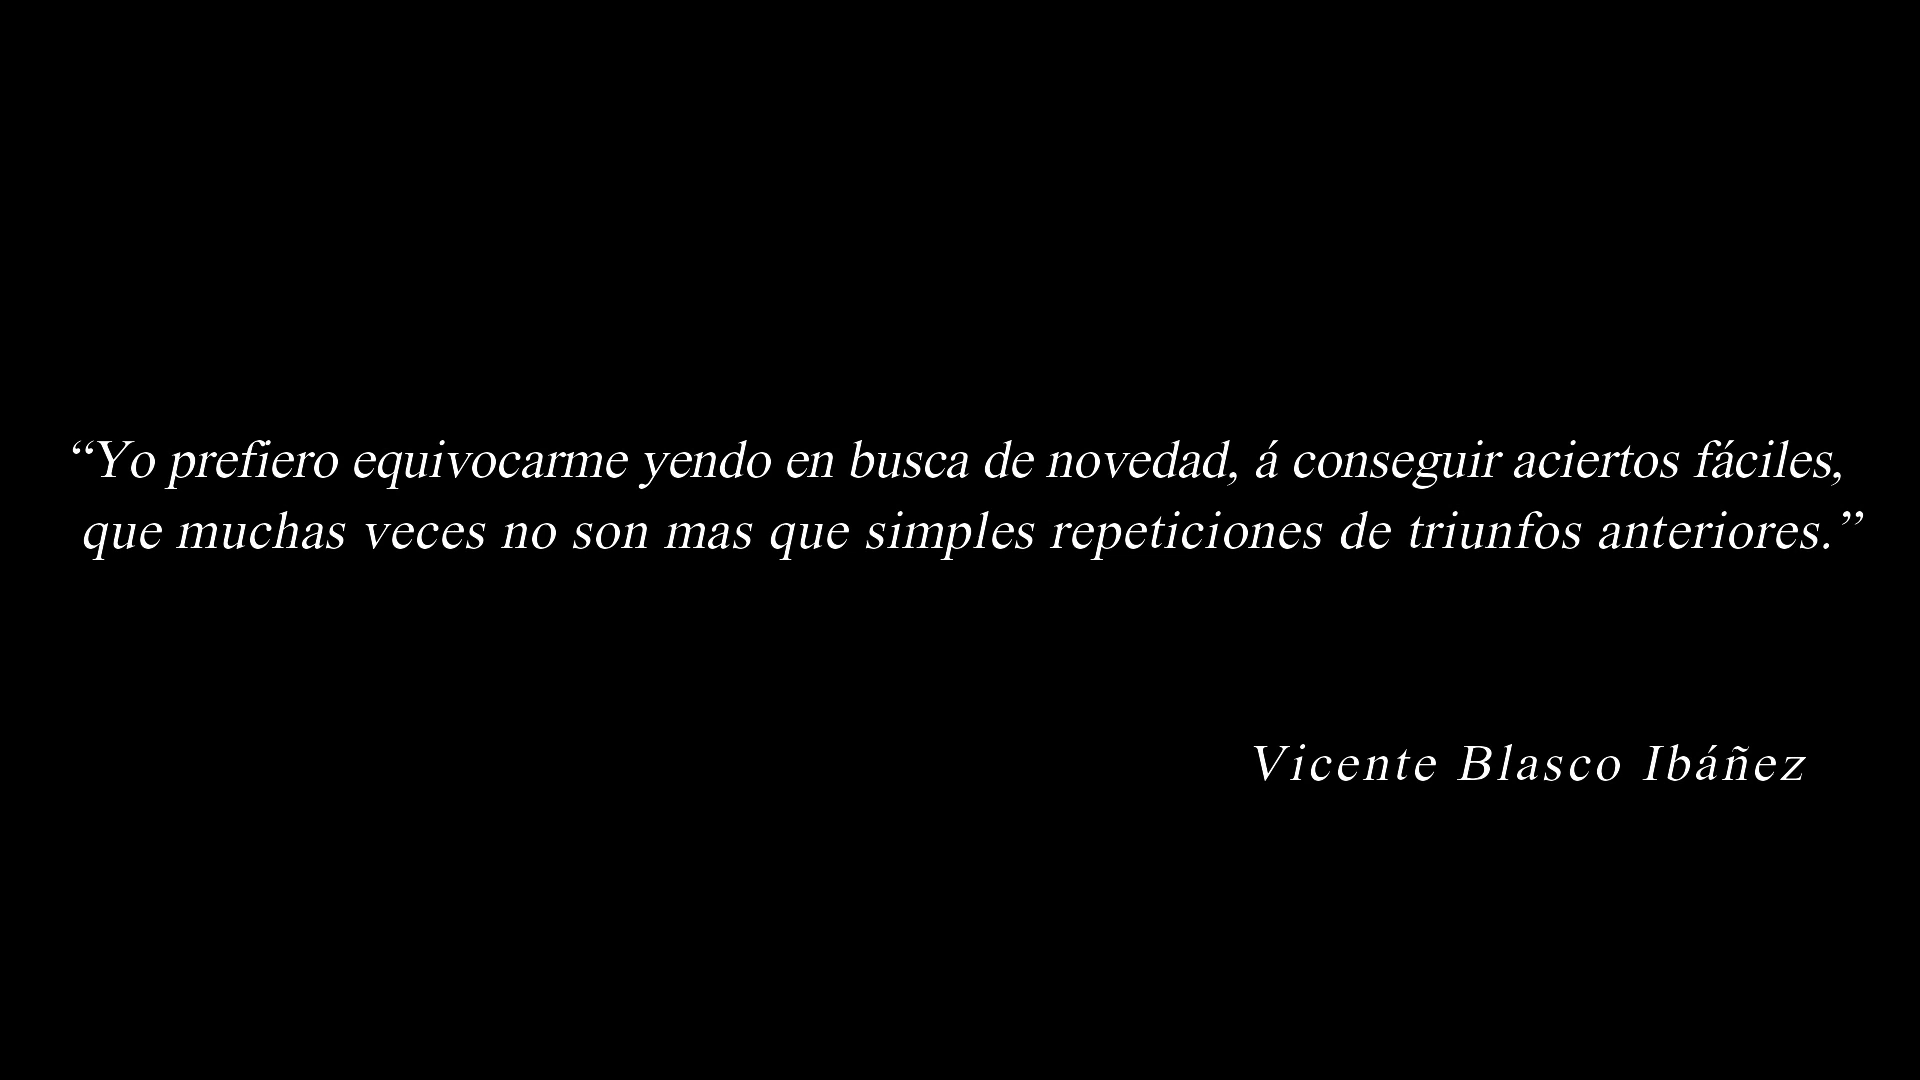 “Yo prefiero equivocarme yendo en busca de novedad, á conseguir aciertos fáciles,
que muchas veces no son mas que simples repeticiones de triunfos anteriores.”
Vicente Blasco Ibáñez